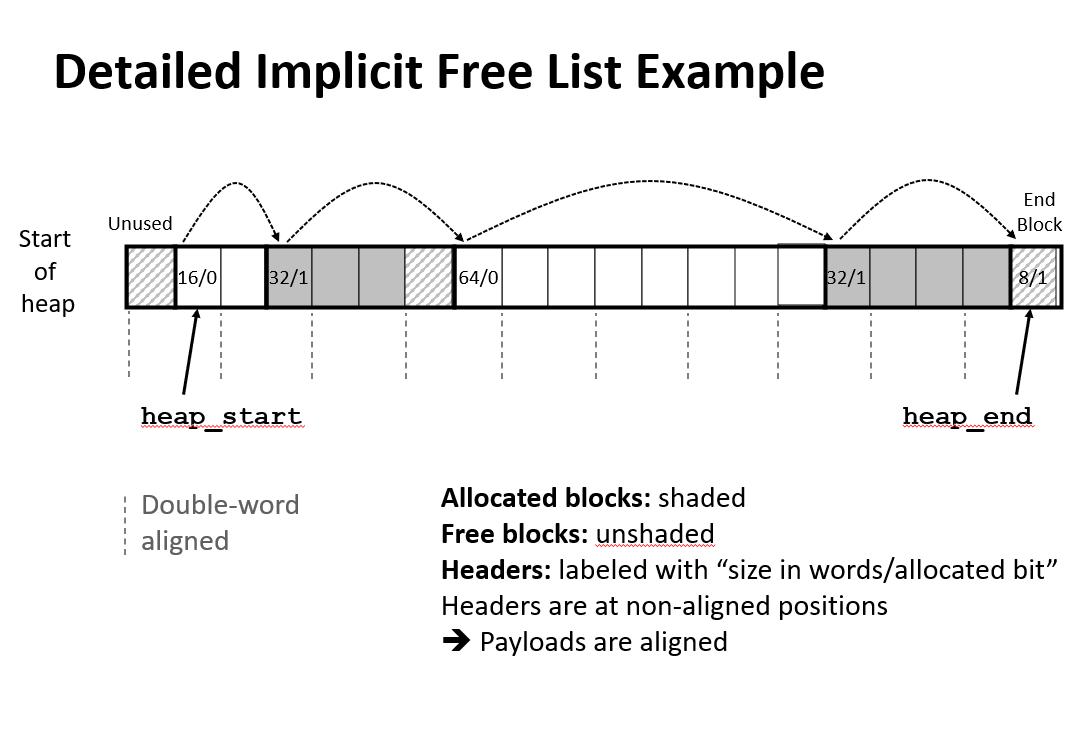 Detailed Implicit Free List Example
Unused
End
Block
Start
of
heap
16/0
32/1
64/0
32/1
8/1
heap_start
heap_end
Double-word
aligned
Allocated blocks: shaded
Free blocks: unshaded
Headers: labeled with “size in words/allocated bit”
Headers are at non-aligned positions
➔ Payloads are aligned